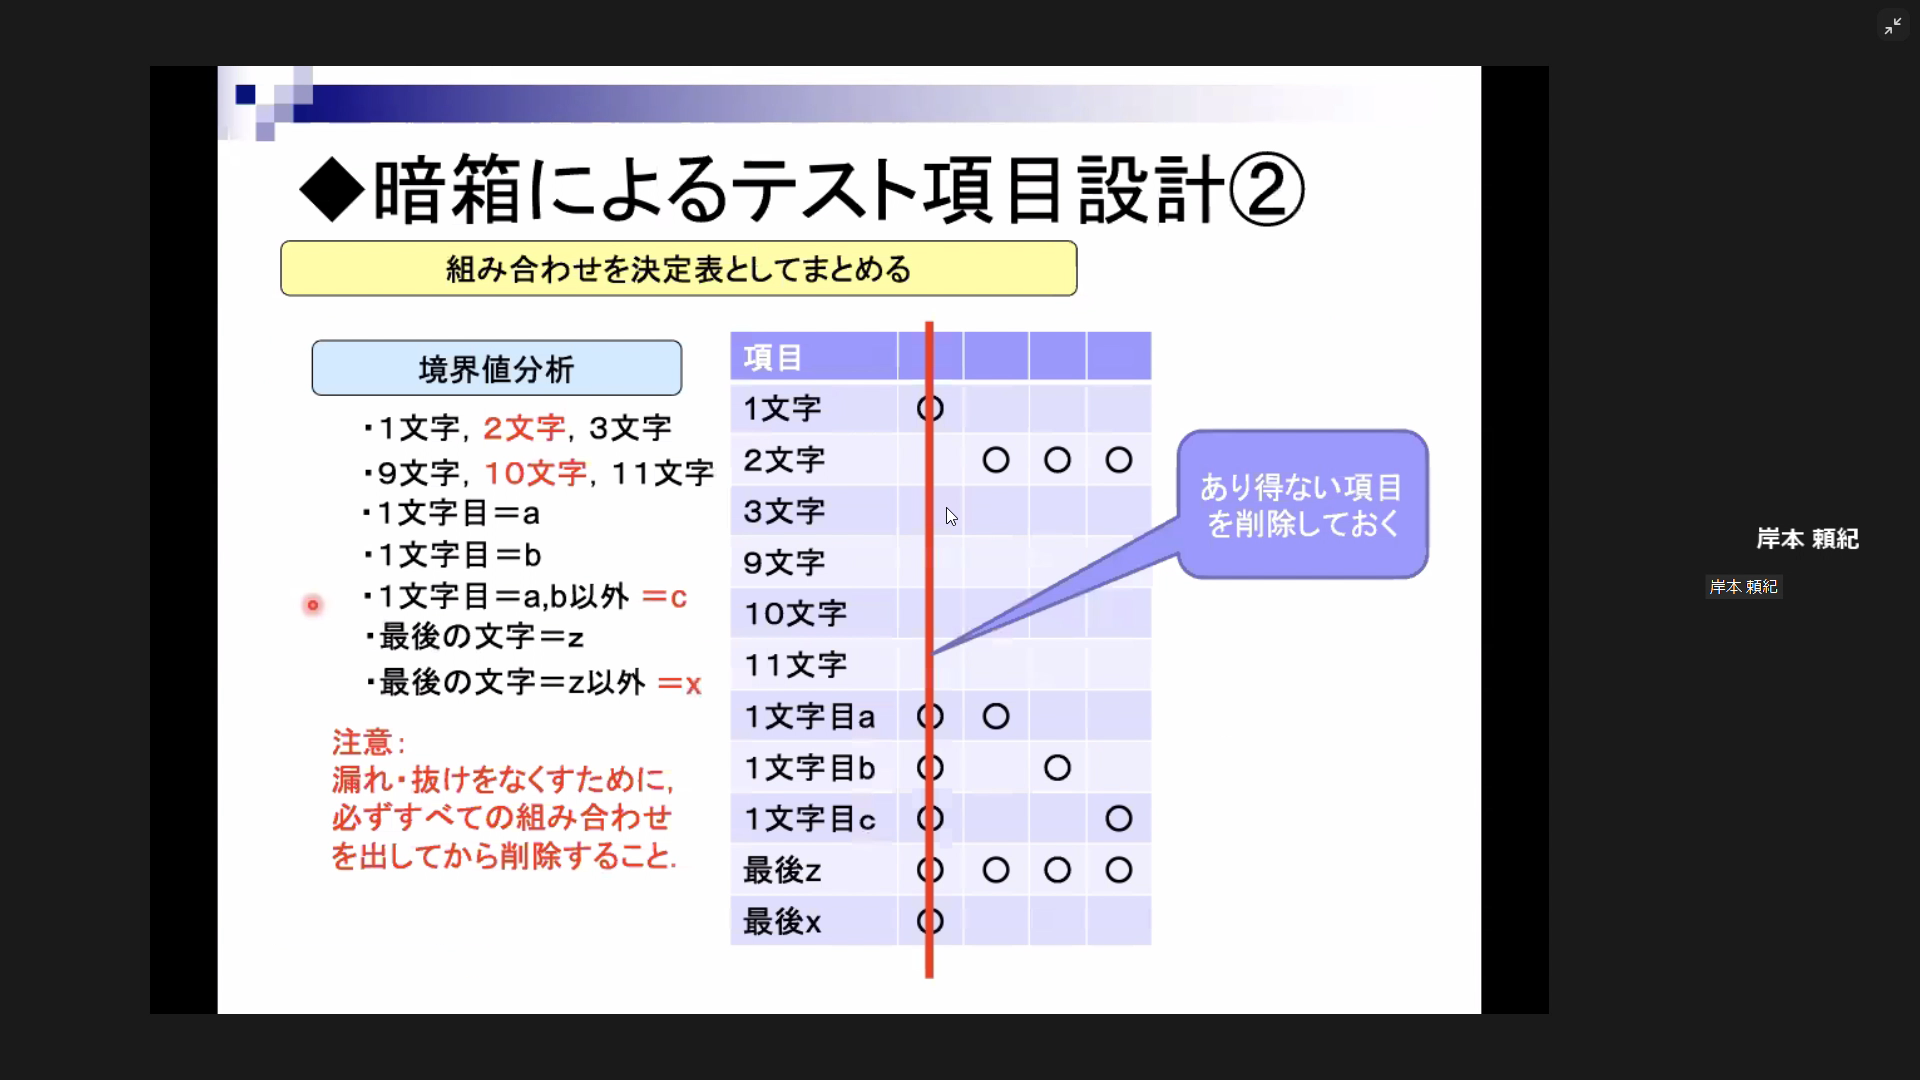 ◆暗箱によるテスト項目設計②
組み合わせを決定表としてまとめる
境界値分析
・1文字, 2文字, 3文字
・9文字, 10文字, 11文字
・1文字目＝a
・1文字目＝b
・1文字目＝a,b以外 ＝c
・最後の文字＝z
・最後の文字＝z以外 ＝x
注意：
漏れ・抜けをなくすために,
必ずすべての組み合わせ
を出してから削除すること.
項目
1文字 〇
2文字 〇 〇 〇
3文字
9文字
10文字
11文字
1文字目a 〇 〇
1文字目b 〇 〇
1文字目c 〇 〇
最後z 〇 〇 〇 〇
最後x 〇
あり得ない項目
を削除しておく
岸本 頼紀
岸本 頼紀